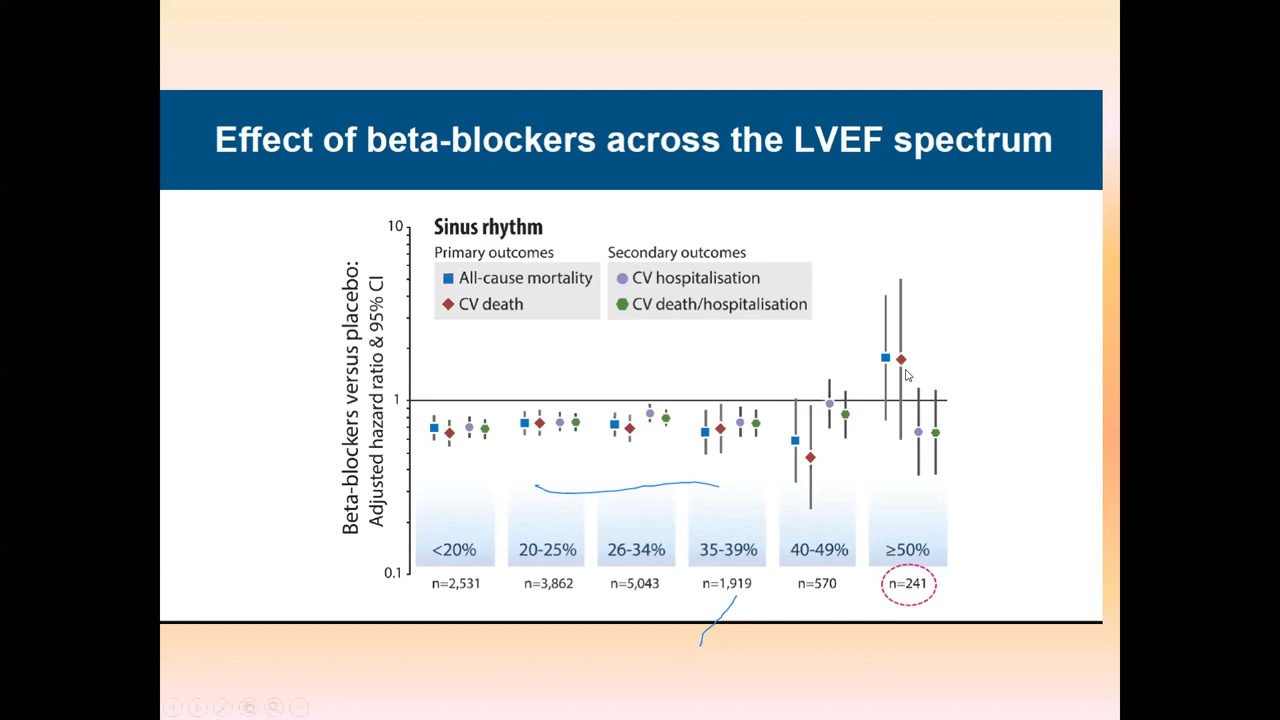 Effect of beta-blockers across the LVEF spectrum
Beta-blockers versus placebo:
Adjusted hazard ratio & 95% CI
10
1
0.1
Sinus rhythm
Primary outcomes
All-cause mortality
CV death
Secondary outcomes
CV hospitalisation
CV death/hospitalisation
<20% 20-25% 26-34% 35-39% 40-49% ≥50%
n=2,531 n=3,862 n=5,043 n=1,919 n=570 n=241